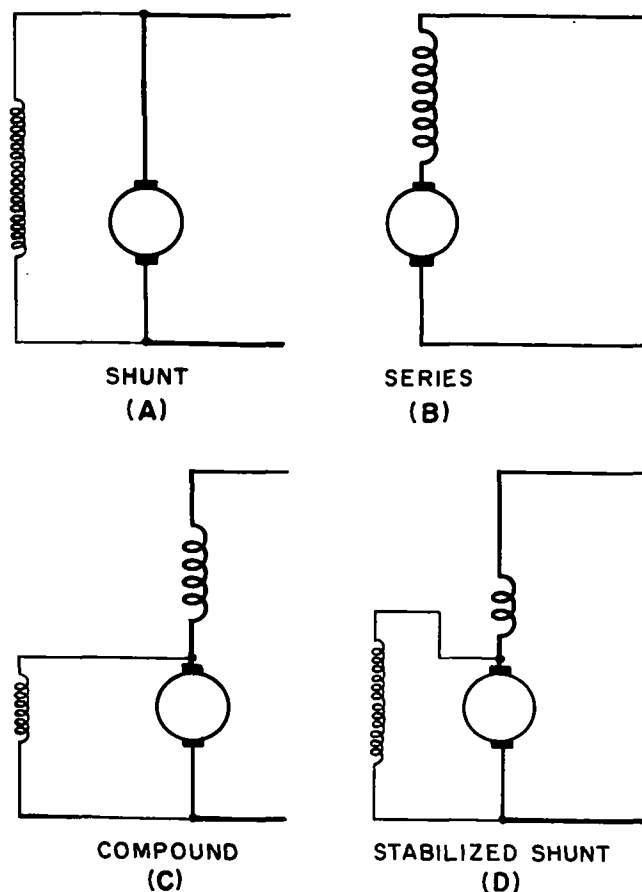 SHUNT
(A)
SERIES
(B)
COMPOUND
(C)
STABILIZED SHUNT
(D)